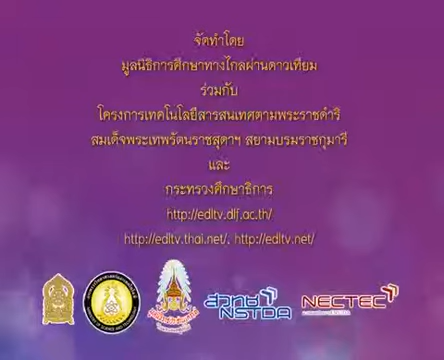 จัดทำโดย
มูลนิธิการศึกษาทางไกลผ่านดาวเทียม
ร่วมกับ
โครงการเทคโนโลยีสารสนเทศตามพระราชดำริ
สมเด็จพระเทพรัตนราชสุดาฯ สยามบรมราชกุมารี
และ
กระทรวงศึกษาธิการ
http://edltv.dlf.ac.th/
http://edltv.thai.net/, http://edltv.net/
สวทช NSTDA
NECTEC